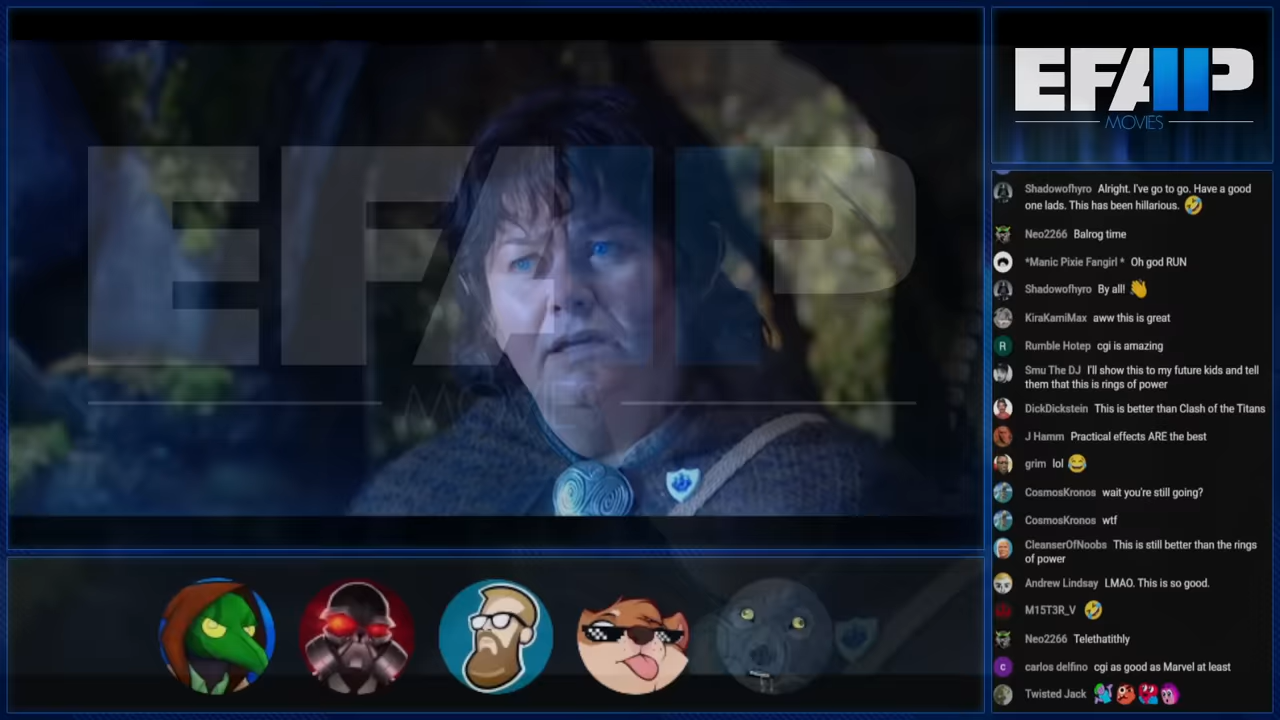 EFAP
MOVIES
EFAP
MOVIES
Shadowofhyro Alright. I've go to go. Have a good
one lads. This has been hillarious. 🤣
Neo2266 Balrog time
*Manic Pixie Fangirl * Oh god RUN
Shadowofhyro By all! 👏
KiraKamiMax aww this is great
R Rumble Hotep cgi is amazing
Smu The DJ I'll show this to my future kids and tell
them that this is rings of power
DickDickstein This is better than Clash of the Titans
J Hamm Practical effects ARE the best
grim lol 😂
CosmosKronos wait you're still going?
CosmosKronos wtf
CleanserOfNoobs This is still better than the rings
of power
Andrew Lindsay LMAO. This is so good.
M15T3R_V 🤣
Neo2266 Telethatithly
c carlos delfino cgi as good as Marvel at least
Twisted Jack